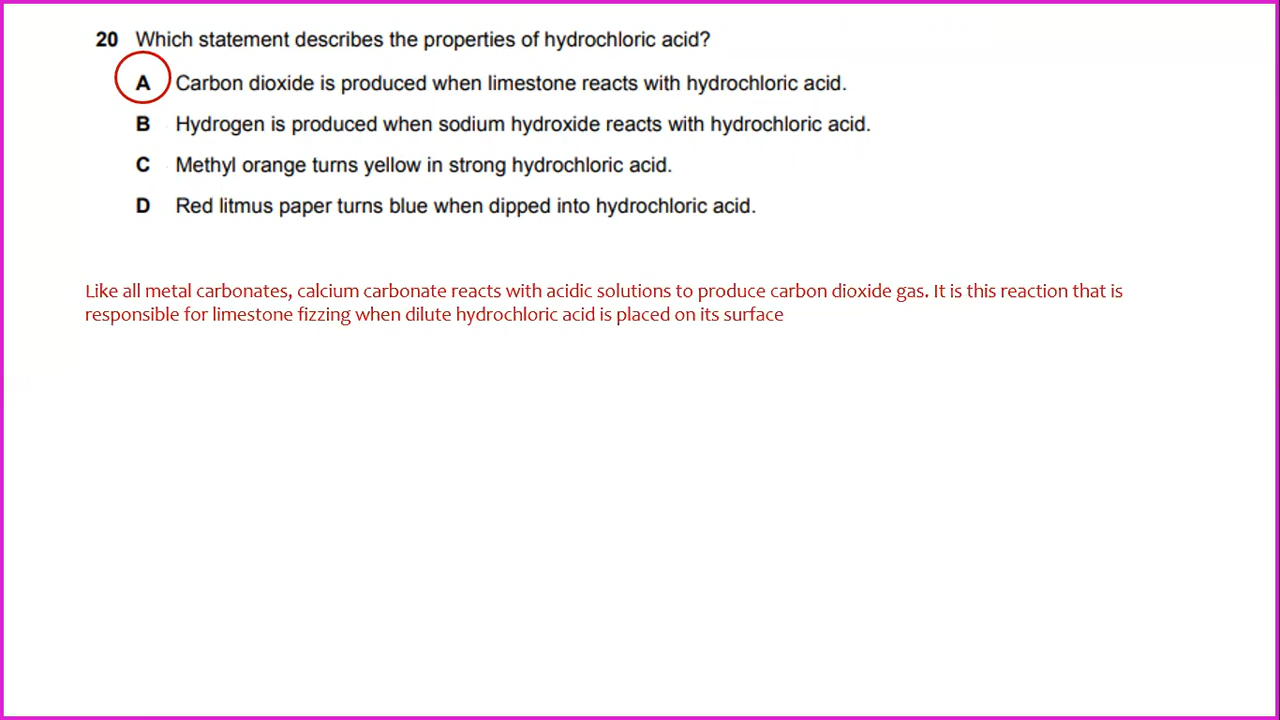 20 Which statement describes the properties of hydrochloric acid?
A Carbon dioxide is produced when limestone reacts with hydrochloric acid.
B Hydrogen is produced when sodium hydroxide reacts with hydrochloric acid.
C Methyl orange turns yellow in strong hydrochloric acid.
D Red litmus paper turns blue when dipped into hydrochloric acid.
Like all metal carbonates, calcium carbonate reacts with acidic solutions to produce carbon dioxide gas. It is this reaction that is
responsible for limestone fizzing when dilute hydrochloric acid is placed on its surface